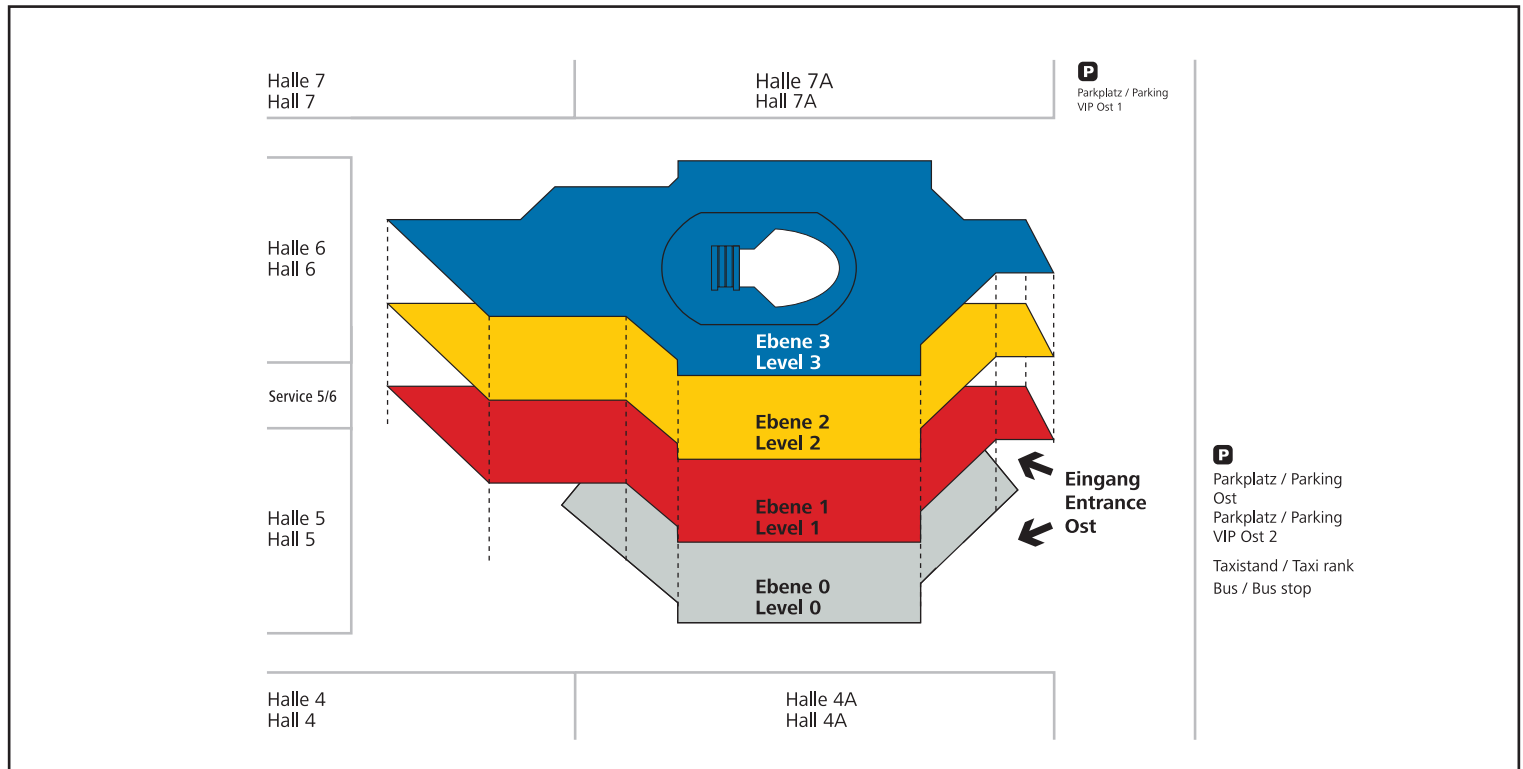 Halle 7
Hall 7
Halle 7A
Hall 7A
P
Parkplatz / Parking
VIP Ost 1
Halle 6
Hall 6
Ebene 3
Level 3
Service 5/6
Ebene 2
Level 2
Halle 5
Hall 5
Ebene 1
Level 1
Eingang
Entrance
Ost
P
Parkplatz / Parking
Ost
Parkplatz / Parking
VIP Ost 2
Taxistand / Taxi rank
Bus / Bus stop
Ebene 0
Level 0
Halle 4
Hall 4
Halle 4A
Hall 4A